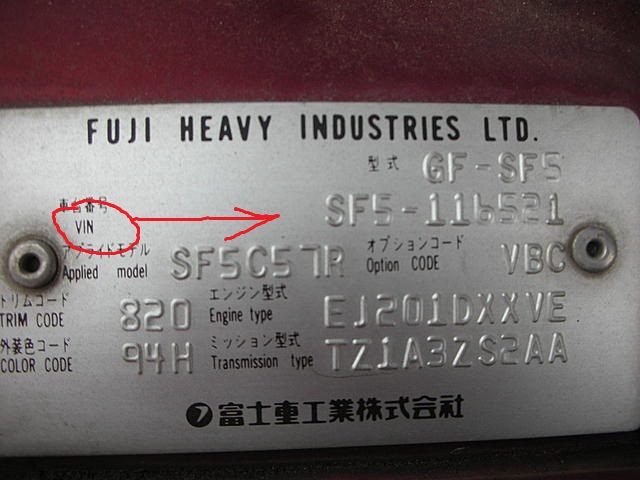 FUJI HEAVY INDUSTRIES LTD.
型式 GF-SF5
車台番号
VIN SF5-116521
アプライドモデル オプションコード
Applied model SF5C57R Option CODE VBC
トリムコード エンジン型式
TRIM CODE 820 Engine type EJ201DXXVE
外装色コード ミッション型式
COLOR CODE 94H Transmission type TZ1A3ZS2AA
富士重工業株式会社